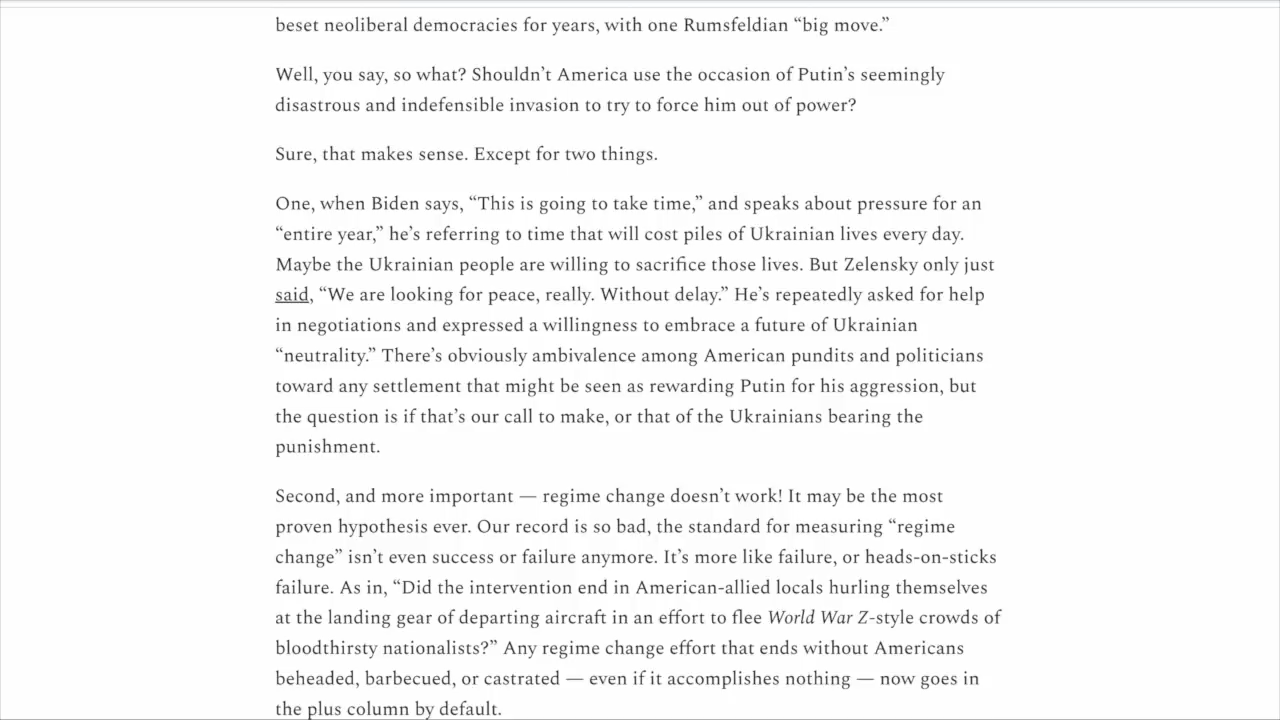 beset neoliberal democracies for years, with one Rumsfeldian “big move.”
Well, you say, so what? Shouldn’t America use the occasion of Putin’s seemingly
disastrous and indefensible invasion to try to force him out of power?
Sure, that makes sense. Except for two things.
One, when Biden says, “This is going to take time,” and speaks about pressure for an
“entire year,” he’s referring to time that will cost piles of Ukrainian lives every day.
Maybe the Ukrainian people are willing to sacrifice those lives. But Zelensky only just
said, “We are looking for peace, really. Without delay.” He’s repeatedly asked for help
in negotiations and expressed a willingness to embrace a future of Ukrainian
“neutrality.” There’s obviously ambivalence among American pundits and politicians
toward any settlement that might be seen as rewarding Putin for his aggression, but
the question is if that’s our call to make, or that of the Ukrainians bearing the
punishment.
Second, and more important — regime change doesn’t work! It may be the most
proven hypothesis ever. Our record is so bad, the standard for measuring “regime
change” isn’t even success or failure anymore. It’s more like failure, or heads-on-sticks
failure. As in, “Did the intervention end in American-allied locals hurling themselves
at the landing gear of departing aircraft in an effort to flee World War Z-style crowds of
bloodthirsty nationalists?” Any regime change effort that ends without Americans
beheaded, barbecued, or castrated — even if it accomplishes nothing — now goes in
the plus column by default.